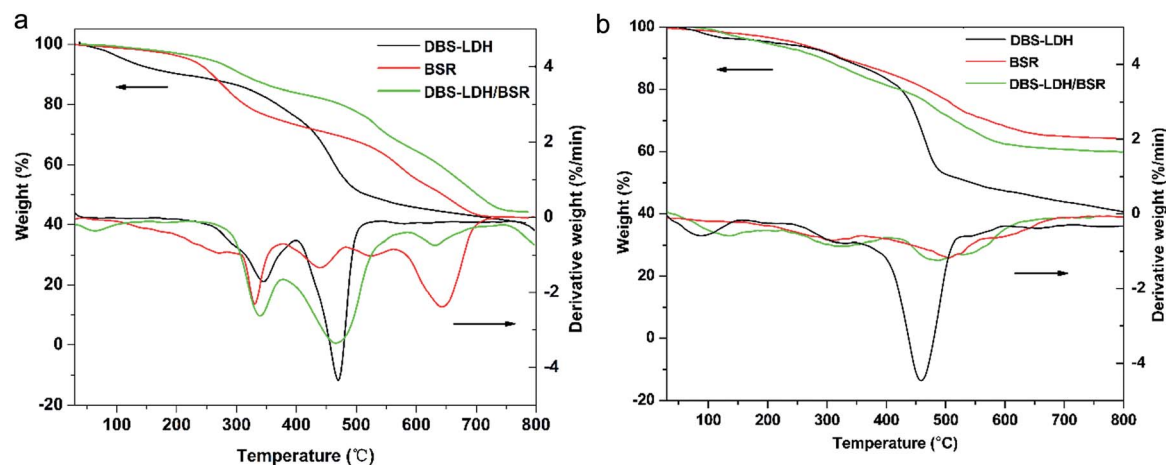 a
100
80
60
40
20
0
-20
Weight (%)
DBS-LDH
BSR
DBS-LDH/BSR
4
2
0
-2
-4
Derivative weight (%/min)
100 200 300 400 500 600 700 800
Temperature (℃)
b
100
80
60
40
20
0
-20
Weight (%)
DBS-LDH
BSR
DBS-LDH/BSR
4
2
0
-2
-4
Derivative weight (%/min)
100 200 300 400 500 600 700 800
Temperature (°C)